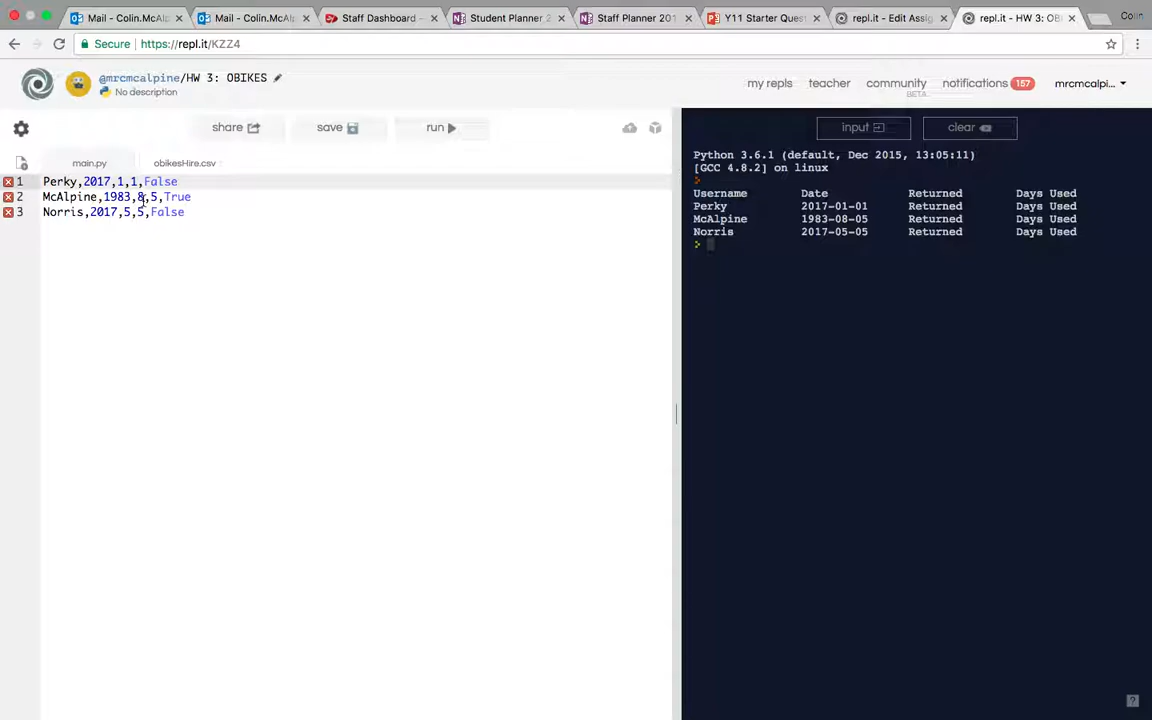 Mail - Colin.McAlp
Mail - Colin.McAlpi
Staff Dashboard -
Student Planner 2
Staff Planner 201
Y11 Starter Quest
repl.it - Edit Assig
repl.it - HW 3: OB
Colin
Secure https://repl.it/KZZ4
@mrcmcalpine/HW 3: OBIKES
No description
my repls teacher community BETA notifications 157 mrcmcalpi...
share save run
input clear
main.py obikesHire.csv
1 Perky,2017,1,1,False
2 McAlpine,1983,8,5,True
3 Norris,2017,5,5,False
Python 3.6.1 (default, Dec 2015, 13:05:11)
[GCC 4.8.2] on linux
Username Date Returned Days Used
Perky 2017-01-01 Returned Days Used
McAlpine 1983-08-05 Returned Days Used
Norris 2017-05-05 Returned Days Used
>
?